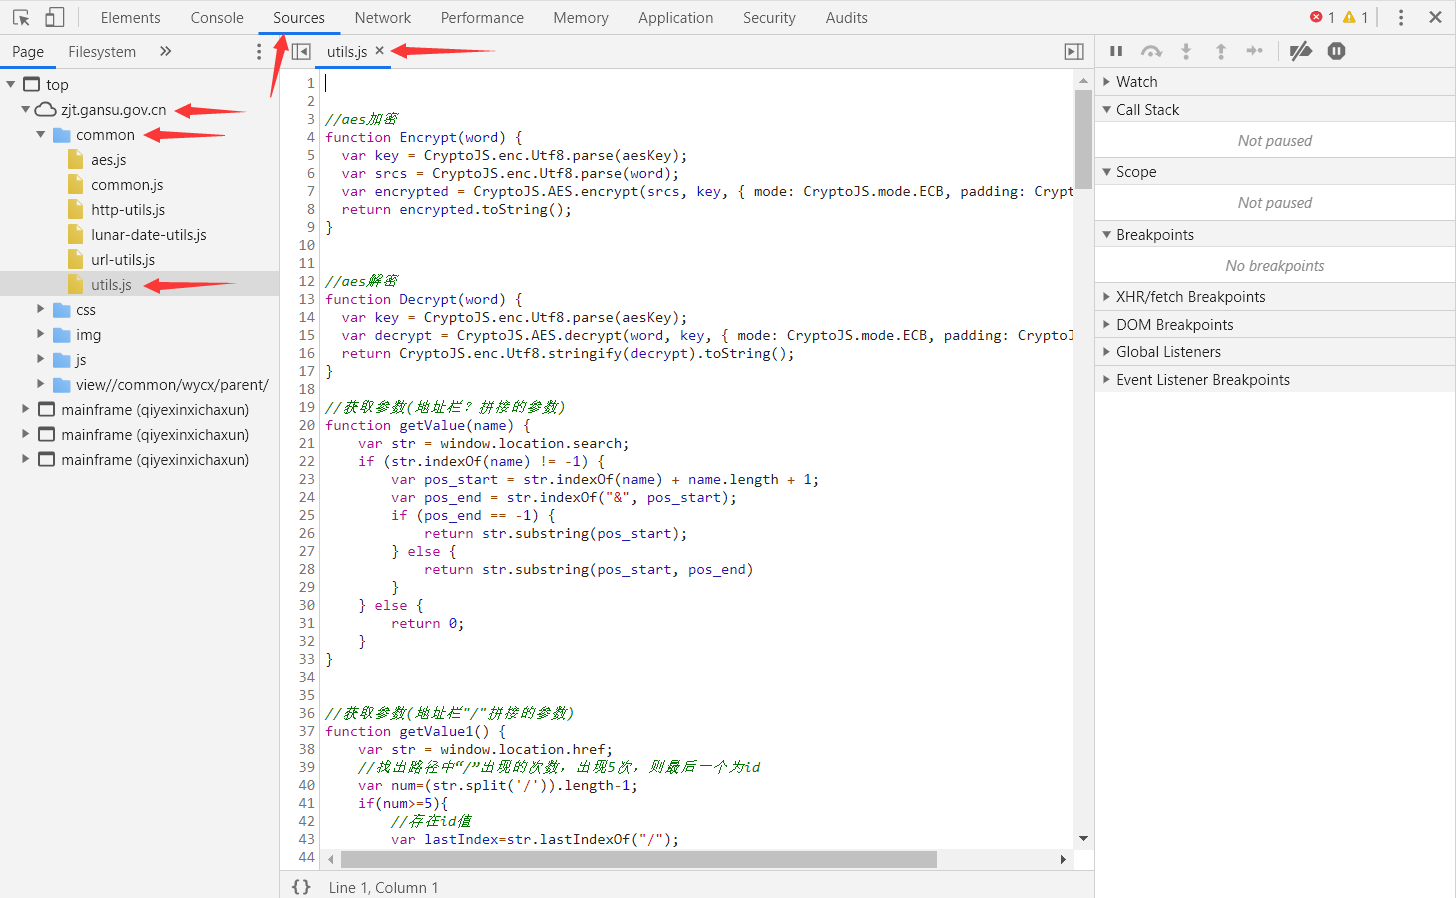 Elements Console Sources Network Performance Memory Application Security Audits 1 1
Page Filesystem »
utils.js ×
top
zjt.gansu.gov.cn
common
aes.js
common.js
http-utils.js
lunar-date-utils.js
url-utils.js
utils.js
css
img
js
view//common/wycx/parent/
mainframe (qiyexinxichaxun)
mainframe (qiyexinxichaxun)
mainframe (qiyexinxichaxun)
1
2
3 //aes加密
4 function Encrypt(word) {
5   var key = CryptoJS.enc.Utf8.parse(aesKey);
6   var srcs = CryptoJS.enc.Utf8.parse(word);
7   var encrypted = CryptoJS.AES.encrypt(srcs, key, { mode: CryptoJS.mode.ECB, padding: Crypt
8   return encrypted.toString();
9 }
10
11
12 //aes解密
13 function Decrypt(word) {
14   var key = CryptoJS.enc.Utf8.parse(aesKey);
15   var decrypt = CryptoJS.AES.decrypt(word, key, { mode: CryptoJS.mode.ECB, padding: CryptoJ
16   return CryptoJS.enc.Utf8.stringify(decrypt).toString();
17 }
18
19 //获取参数(地址栏？拼接的参数)
20 function getValue(name) {
21     var str = window.location.search;
22     if (str.indexOf(name) != -1) {
23         var pos_start = str.indexOf(name) + name.length + 1;
24         var pos_end = str.indexOf("&", pos_start);
25         if (pos_end == -1) {
26             return str.substring(pos_start);
27         } else {
28             return str.substring(pos_start, pos_end)
29         }
30     } else {
31         return 0;
32     }
33 }
34
35
36 //获取参数(地址栏"/"拼接的参数)
37 function getValue1() {
38     var str = window.location.href;
39     //找出路径中“/”出现的次数，出现5次，则最后一个为id
40     var num=(str.split('/')).length-1;
41     if(num>=5){
42         //存在id值
43         var lastIndex=str.lastIndexOf("/");
44
{} Line 1, Column 1
Watch
Call Stack
Not paused
Scope
Not paused
Breakpoints
No breakpoints
XHR/fetch Breakpoints
DOM Breakpoints
Global Listeners
Event Listener Breakpoints